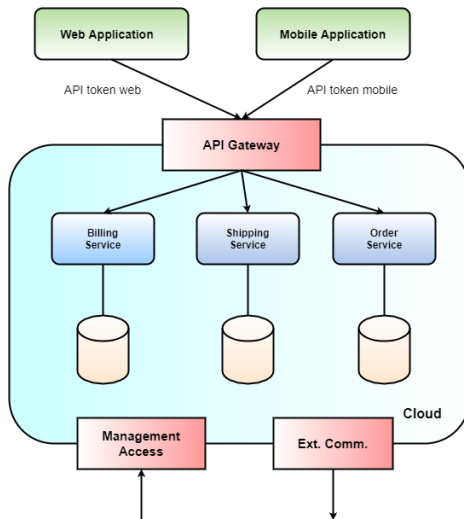 Web Application
Mobile Application
API token web
API token mobile
API Gateway
Billing
Service
Shipping
Service
Order
Service
Cloud
Management
Access
Ext. Comm.